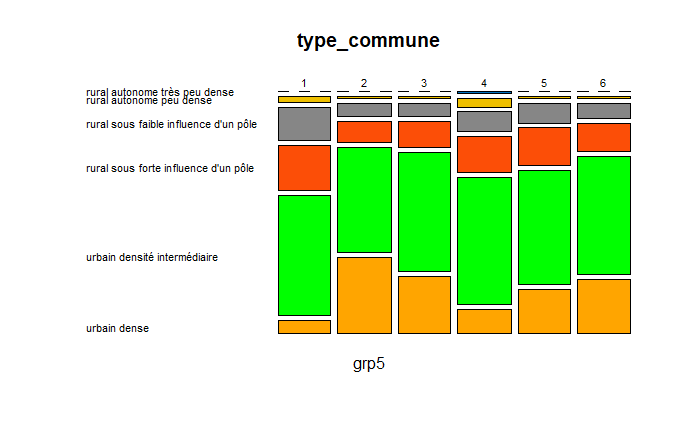 type_commune
1 2 3 4 5 6
rural autonome très peu dense
rural autonome peu dense
rural sous faible influence d'un pôle
rural sous forte influence d'un pôle
urbain densité intermédiaire
urbain dense
grp5